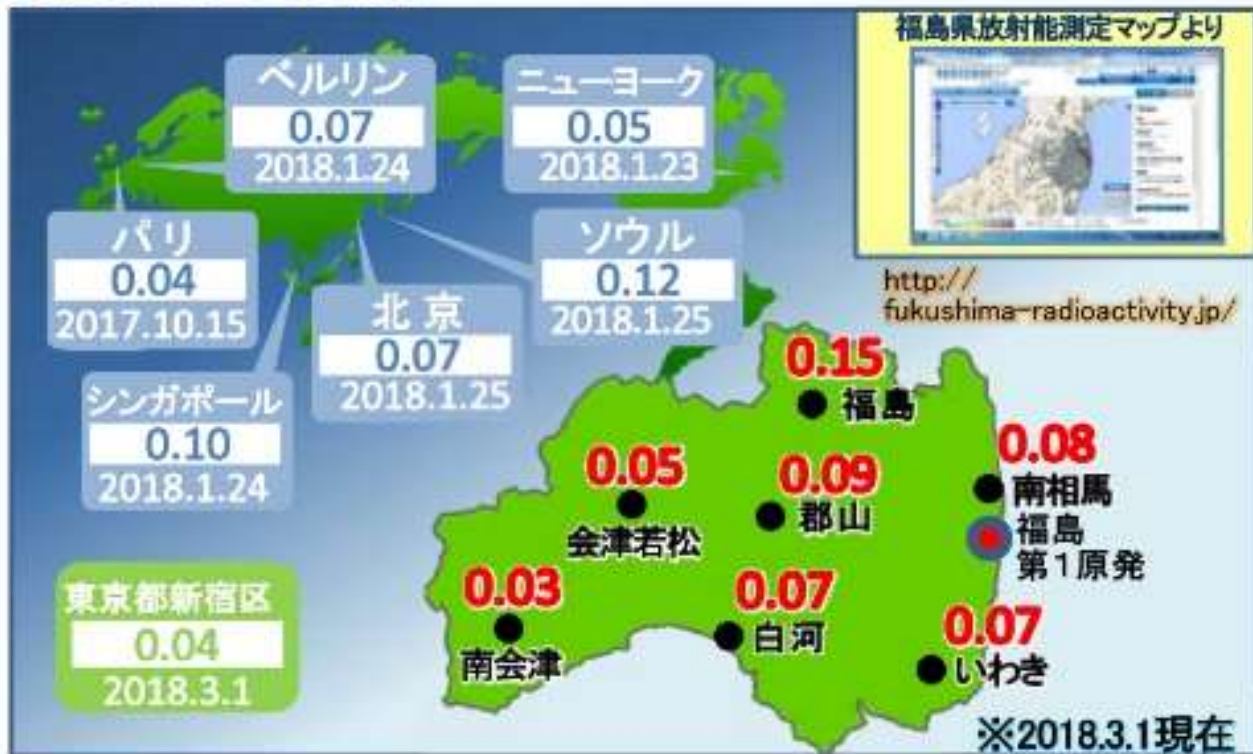 福島県放射能測定マップより
ベルリン
0.07
2018.1.24
ニューヨーク
0.05
2018.1.23
パリ
0.04
2017.10.15
北京
0.07
2018.1.25
ソウル
0.12
2018.1.25
シンガポール
0.10
2018.1.24
http://
fukushima-radioactivity.jp/
0.15
福島
0.08
南相馬
福島
第1原発
0.05
会津若松
0.09
郡山
0.03
南会津
0.07
白河
0.07
いわき
東京都新宿区
0.04
2018.3.1
※2018.3.1現在